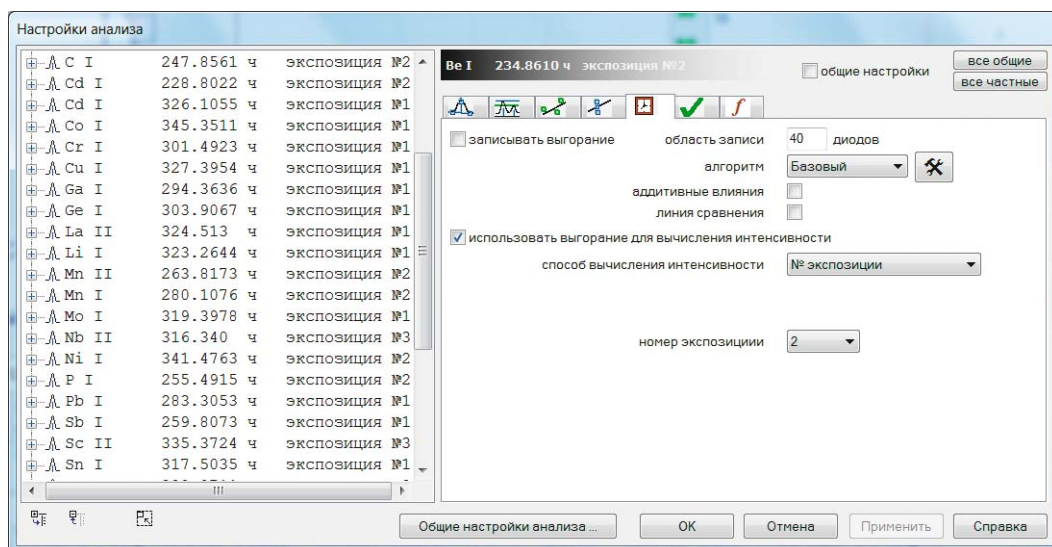 Настройки анализа
C I 247.8561 ч экспозиция №2
Cd I 228.8022 ч экспозиция №2
Cd I 326.1055 ч экспозиция №1
Co I 345.3511 ч экспозиция №1
Cr I 301.4923 ч экспозиция №1
Cu I 327.3954 ч экспозиция №1
Ga I 294.3636 ч экспозиция №1
Ge I 303.9067 ч экспозиция №1
La II 324.513 ч экспозиция №1
Li I 323.2644 ч экспозиция №1
Mn II 263.8173 ч экспозиция №2
Mn I 280.1076 ч экспозиция №2
Mo I 319.3978 ч экспозиция №1
Nb II 316.340 ч экспозиция №3
Ni I 341.4763 ч экспозиция №2
P I 255.4915 ч экспозиция №2
Pb I 283.3053 ч экспозиция №1
Sb I 259.8073 ч экспозиция №1
Sc II 335.3724 ч экспозиция №3
Sn I 317.5035 ч экспозиция №1
Be I 234.8610 ч экспозиция №2
общие настройки
все общие
все частные
f
записывать выгорание область записи 40 диодов
алгоритм Базовый
аддитивные влияния
линия сравнения
использовать выгорание для вычисления интенсивности
способ вычисления интенсивности № экспозиции
номер экспозициии 2
Общие настройки анализа ... OK Отмена Применить Справка